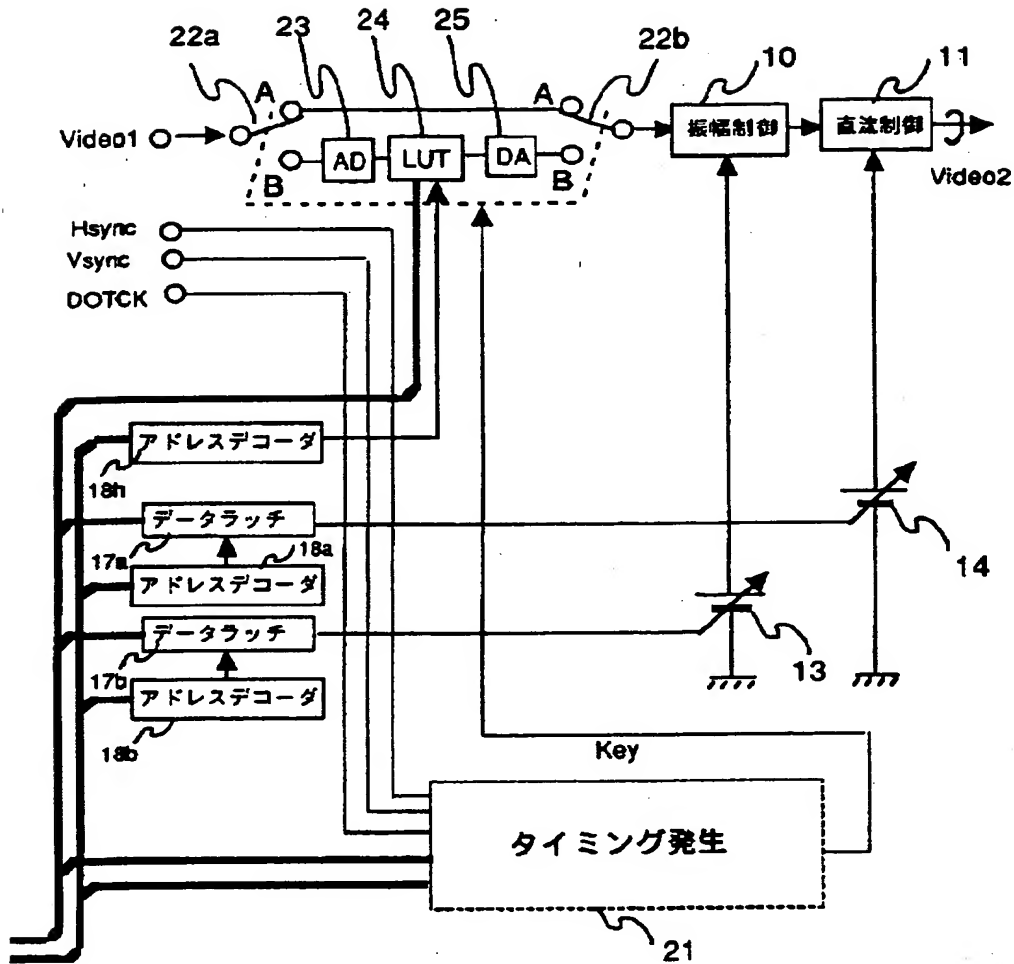 22a
23
24
25
22b
10
11
A
A
Video1
振幅制御
直流制御
AD
LUT
DA
B
B
Video2
Hsync
Vsync
DOTCK
アドレスデコーダ
18h
データラッチ
17a
18a
アドレスデコーダ
14
データラッチ
13
17b
アドレスデコーダ
18b
Key
タイミング発生
21